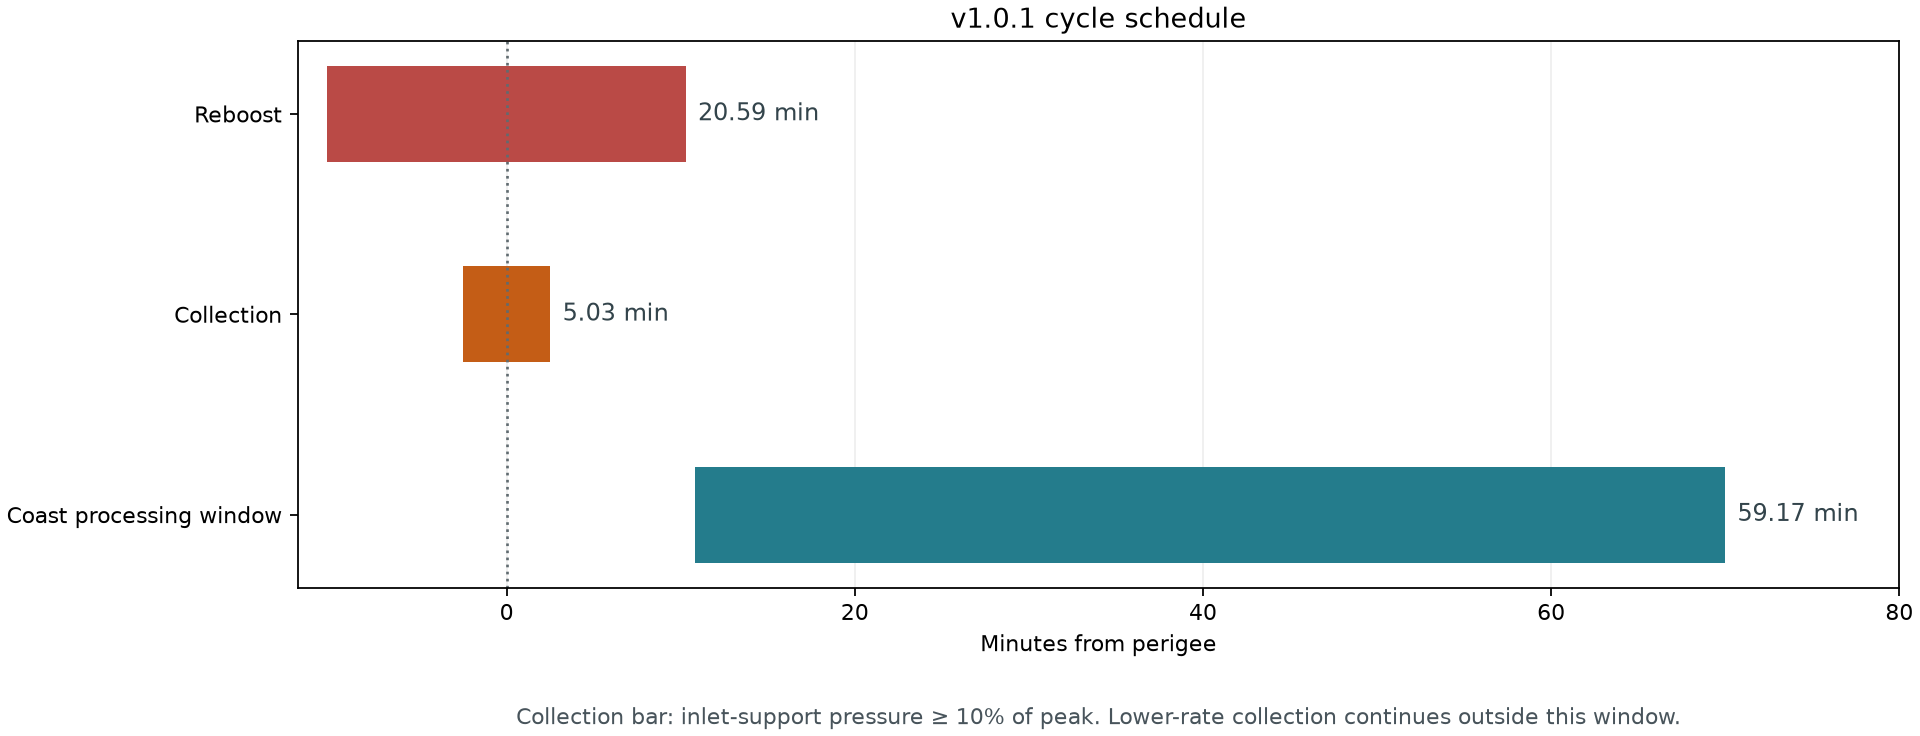 v1.0.1 cycle schedule
Reboost
20.59 min
Collection
5.03 min
Coast processing window
59.17 min
0 20 40 60 80
Minutes from perigee
Collection bar: inlet-support pressure ≥ 10% of peak. Lower-rate collection continues outside this window.